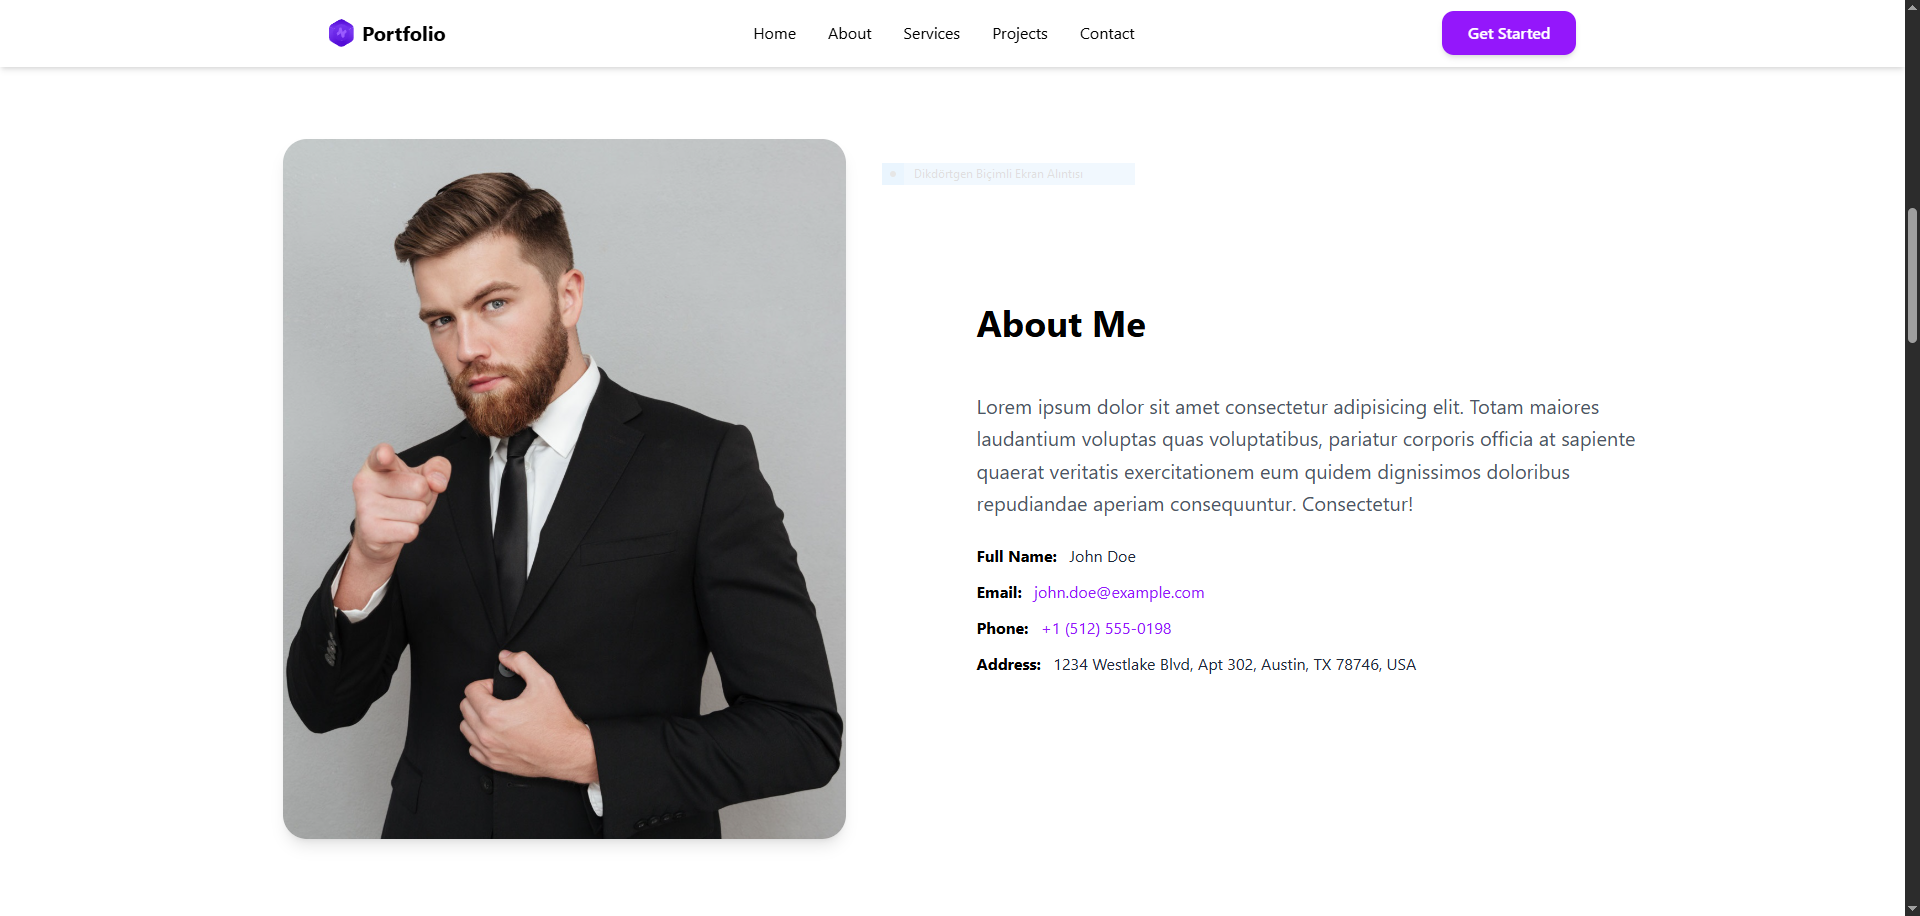 Portfolio
Home
About
Services
Projects
Contact
Get Started
Dikdörtgen Biçimli Ekran Alıntısı
About Me
Lorem ipsum dolor sit amet consectetur adipisicing elit. Totam maiores
laudantium voluptas quas voluptatibus, pariatur corporis officia at sapiente
quaerat veritatis exercitationem eum quidem dignissimos doloribus
repudiandae aperiam consequuntur. Consectetur!
Full Name: John Doe
Email: john.doe@example.com
Phone: +1 (512) 555-0198
Address: 1234 Westlake Blvd, Apt 302, Austin, TX 78746, USA